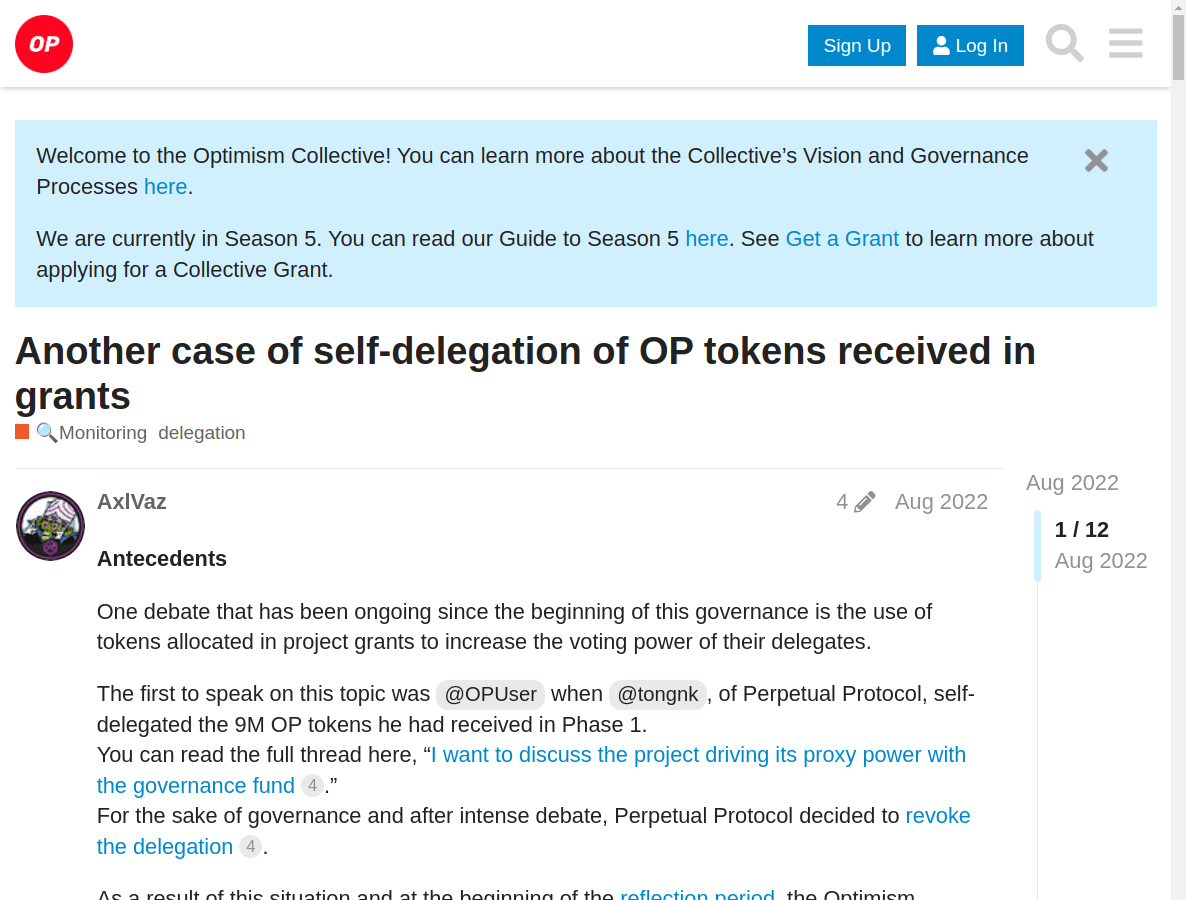 OP
Sign Up
Log In
Welcome to the Optimism Collective! You can learn more about the Collective’s Vision and Governance
Processes here.
We are currently in Season 5. You can read our Guide to Season 5 here. See Get a Grant to learn more about
applying for a Collective Grant.
Another case of self-delegation of OP tokens received in
grants
🔍Monitoring delegation
AxlVaz
4
Aug 2022
Aug 2022
1 / 12
Aug 2022
Antecedents
One debate that has been ongoing since the beginning of this governance is the use of
tokens allocated in project grants to increase the voting power of their delegates.
The first to speak on this topic was @OPUser when @tongnk, of Perpetual Protocol, self-
delegated the 9M OP tokens he had received in Phase 1.
You can read the full thread here, “I want to discuss the project driving its proxy power with
the governance fund 4.”
For the sake of governance and after intense debate, Perpetual Protocol decided to revoke
the delegation 4.
As a result of this situation and at the beginning of the reflection period, the Optimism